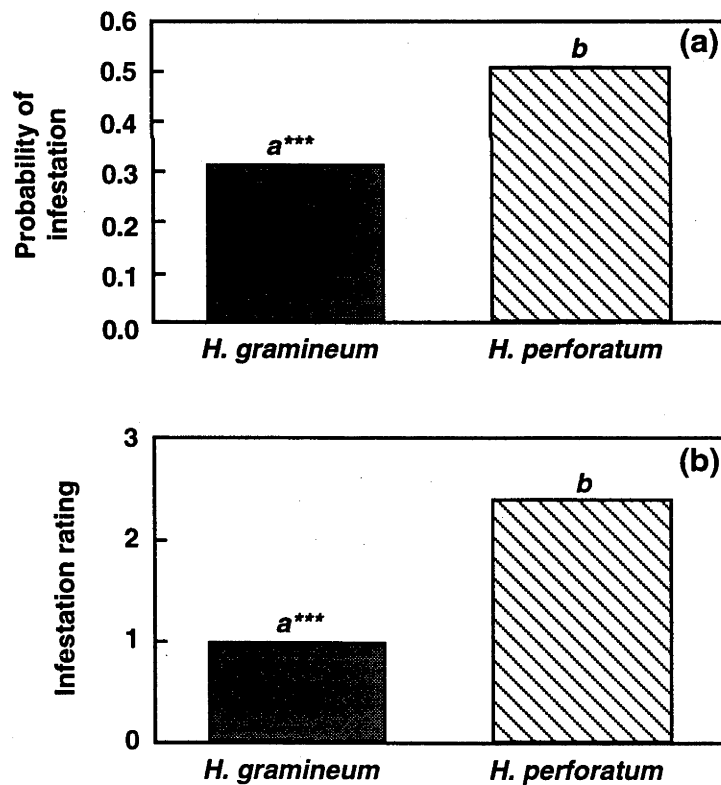 (a)
Probability of
infestation
0.6
0.5
0.4
0.3
0.2
0.1
0.0
a***
b
H. gramineum
H. perforatum
(b)
Infestation rating
3
2
1
0
a***
b
H. gramineum
H. perforatum